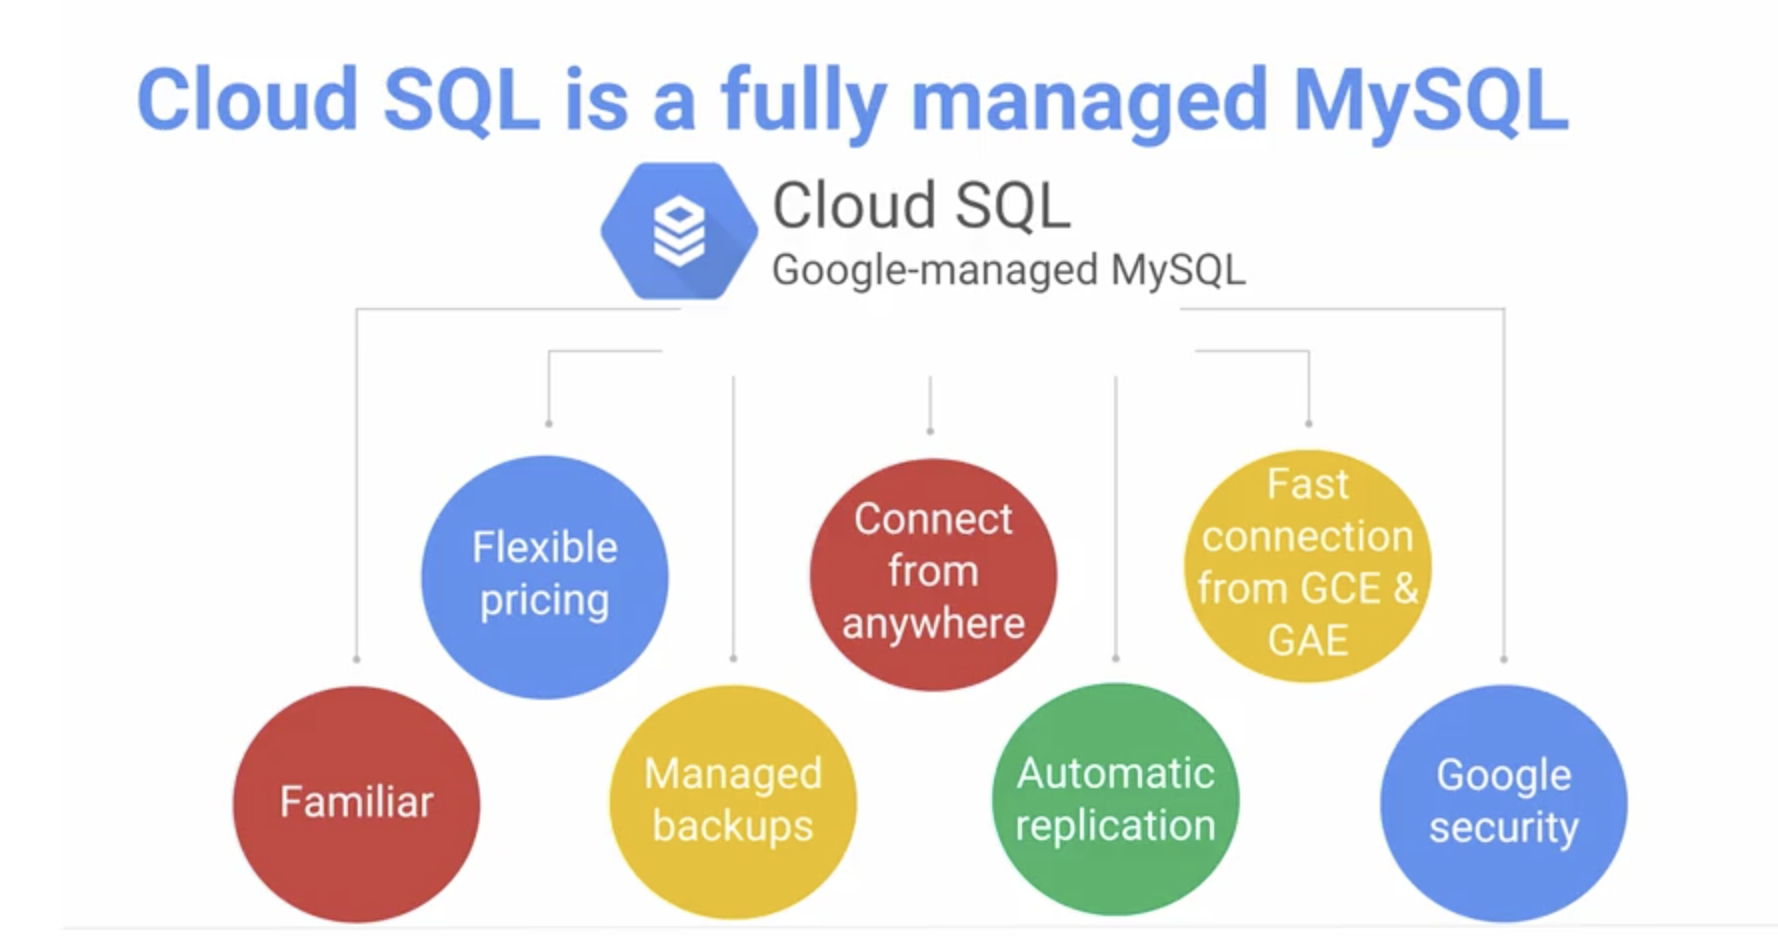 Cloud SQL is a fully managed MySQL
Cloud SQL
Google-managed MySQL
Familiar
Flexible
pricing
Managed
backups
Connect
from
anywhere
Automatic
replication
Fast
connection
from GCE &
GAE
Google
security